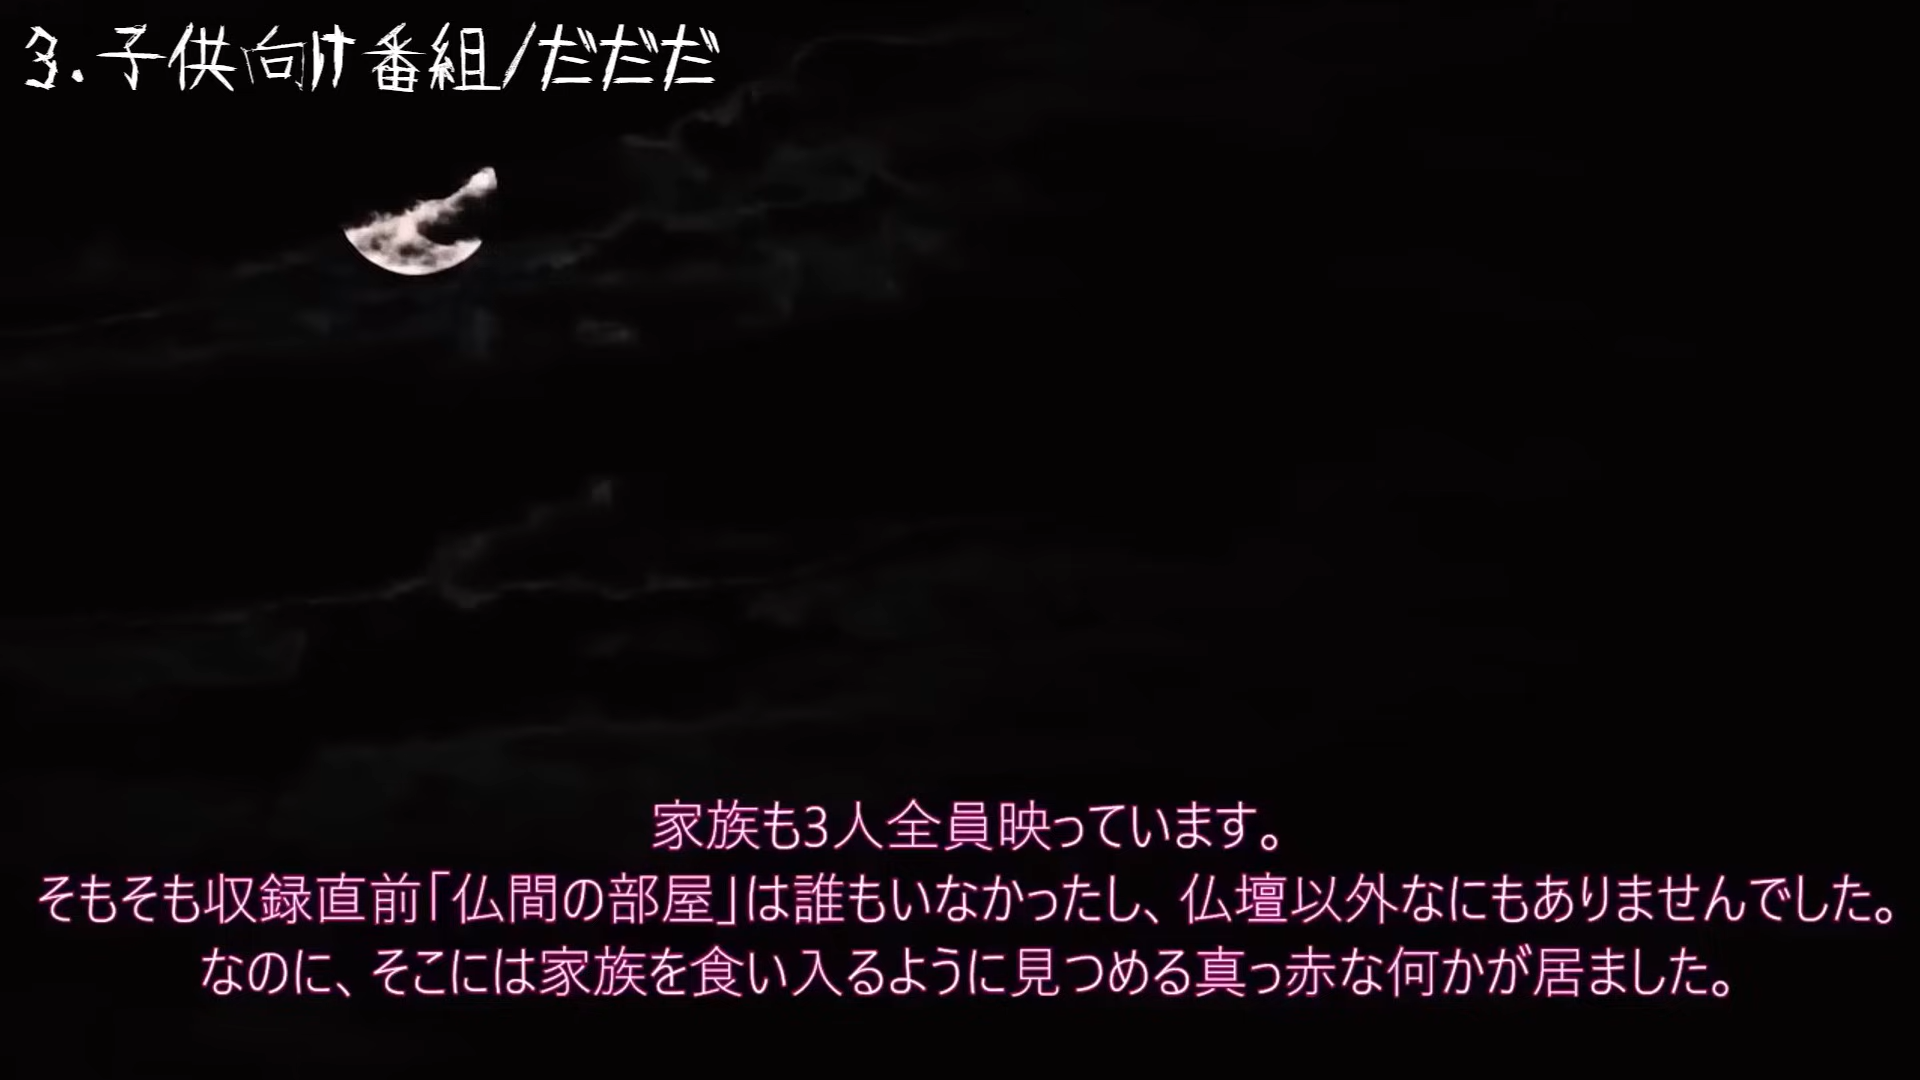 3.子供向け番組/だだだ
家族も3人全員映っています。
そもそも収録直前｢仏間の部屋｣は誰もいなかったし、仏壇以外なにもありませんでした。
なのに、そこには家族を食い入るように見つめる真っ赤な何かが居ました。